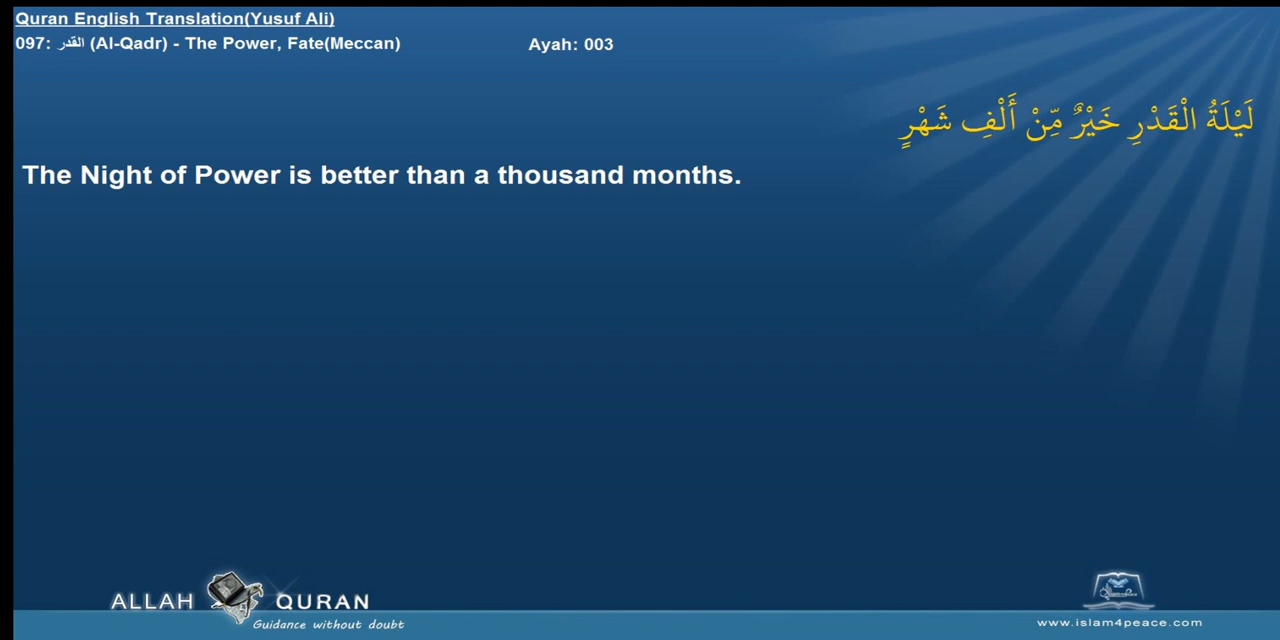 Quran English Translation(Yusuf Ali)
097: القدر (Al-Qadr) - The Power, Fate(Meccan) Ayah: 003
لَيْلَةُ الْقَدْرِ خَيْرٌ مِّنْ أَلْفِ شَهْرٍ
The Night of Power is better than a thousand months.
ALLAH QURAN
Guidance without doubt
www.islam4peace.com